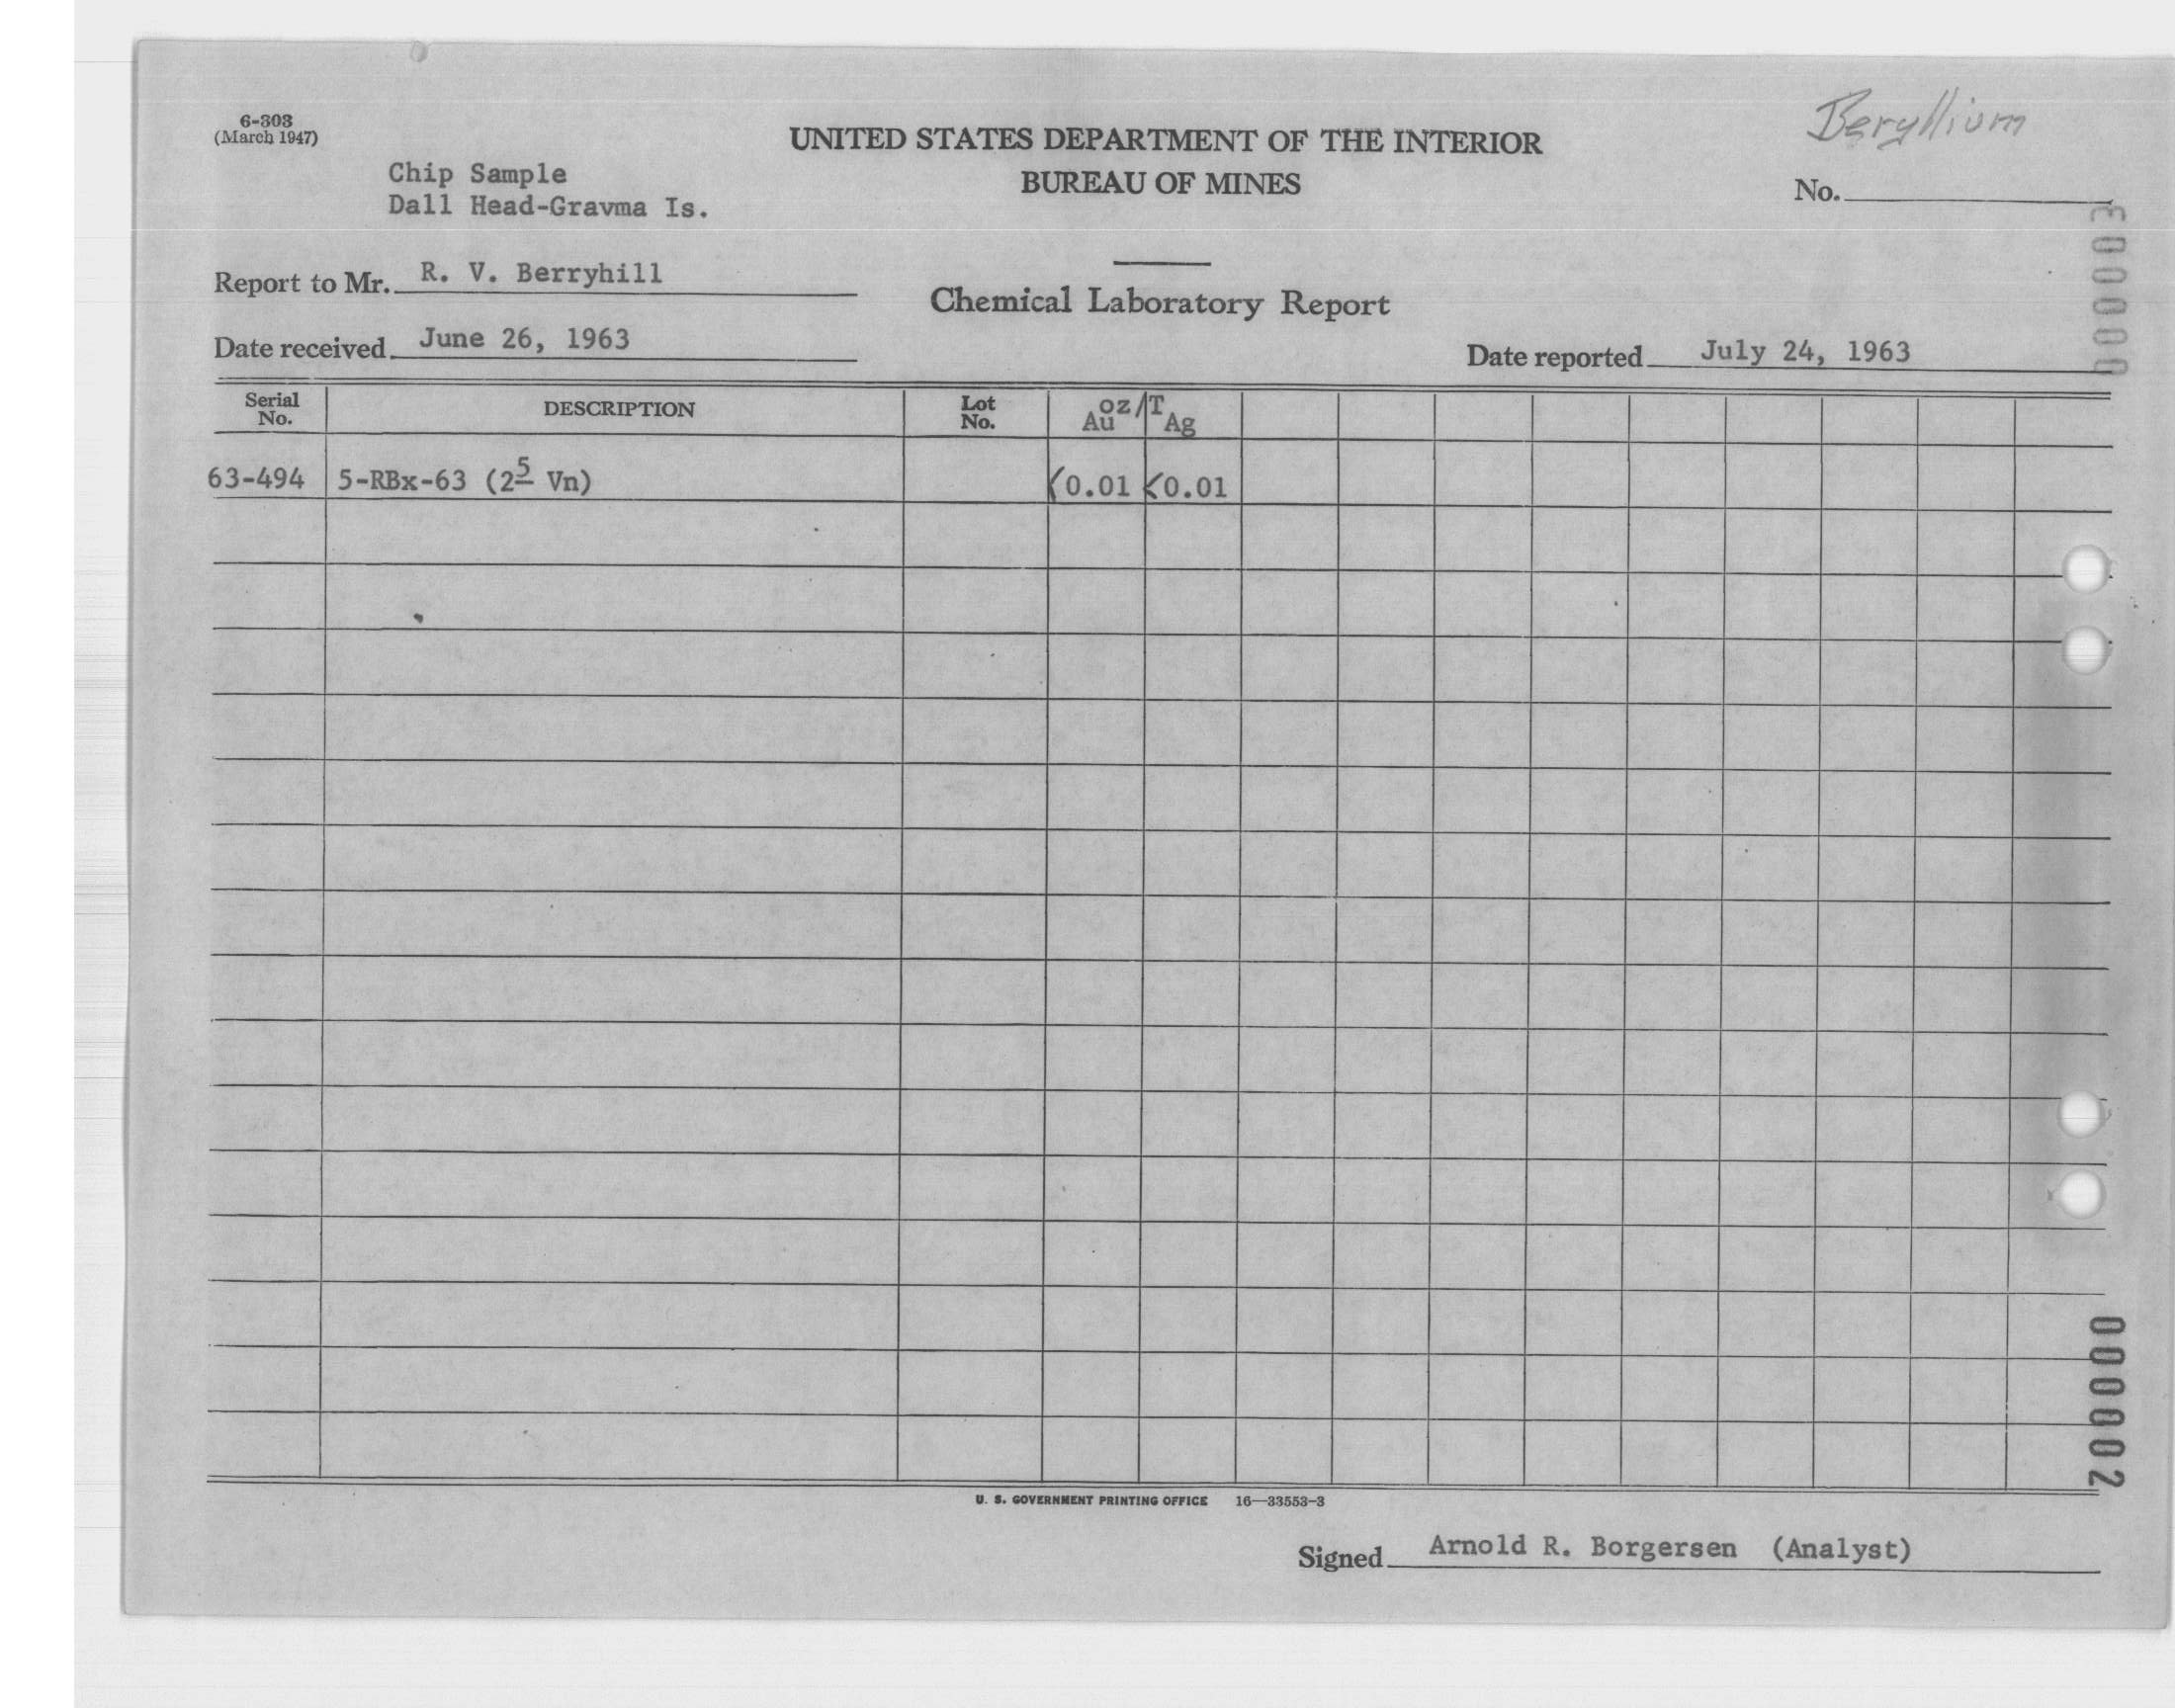 6-303
(March 1947)
UNITED STATES DEPARTMENT OF THE INTERIOR
BUREAU OF MINES
Beryllium
No.
Chip Sample
Dall Head-Gravma Is.
Report to Mr. R. V. Berryhill
Chemical Laboratory Report
Date received June 26, 1963
Date reported July 24, 1963
Serial No. DESCRIPTION Lot No. oz/T Au Ag
63-494 5-RBx-63 (2⁵ Vn) <0.01 <0.01
U. S. GOVERNMENT PRINTING OFFICE 16—33553-3
Signed Arnold R. Borgersen (Analyst)
000003
000002